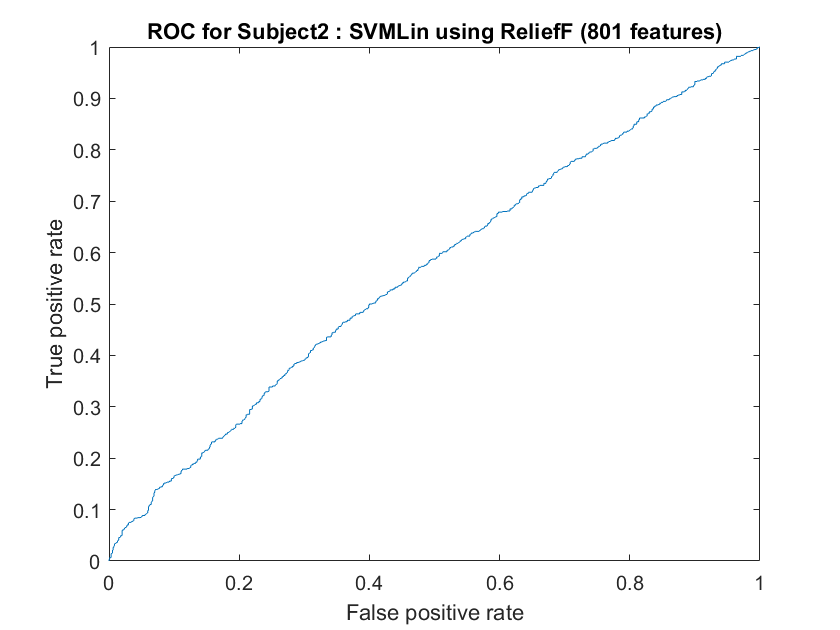 ROC for Subject2 : SVMLin using ReliefF (801 features)
1
0.9
0.8
0.7
0.6
0.5
0.4
0.3
0.2
0.1
0
True positive rate
0 0.2 0.4 0.6 0.8 1
False positive rate